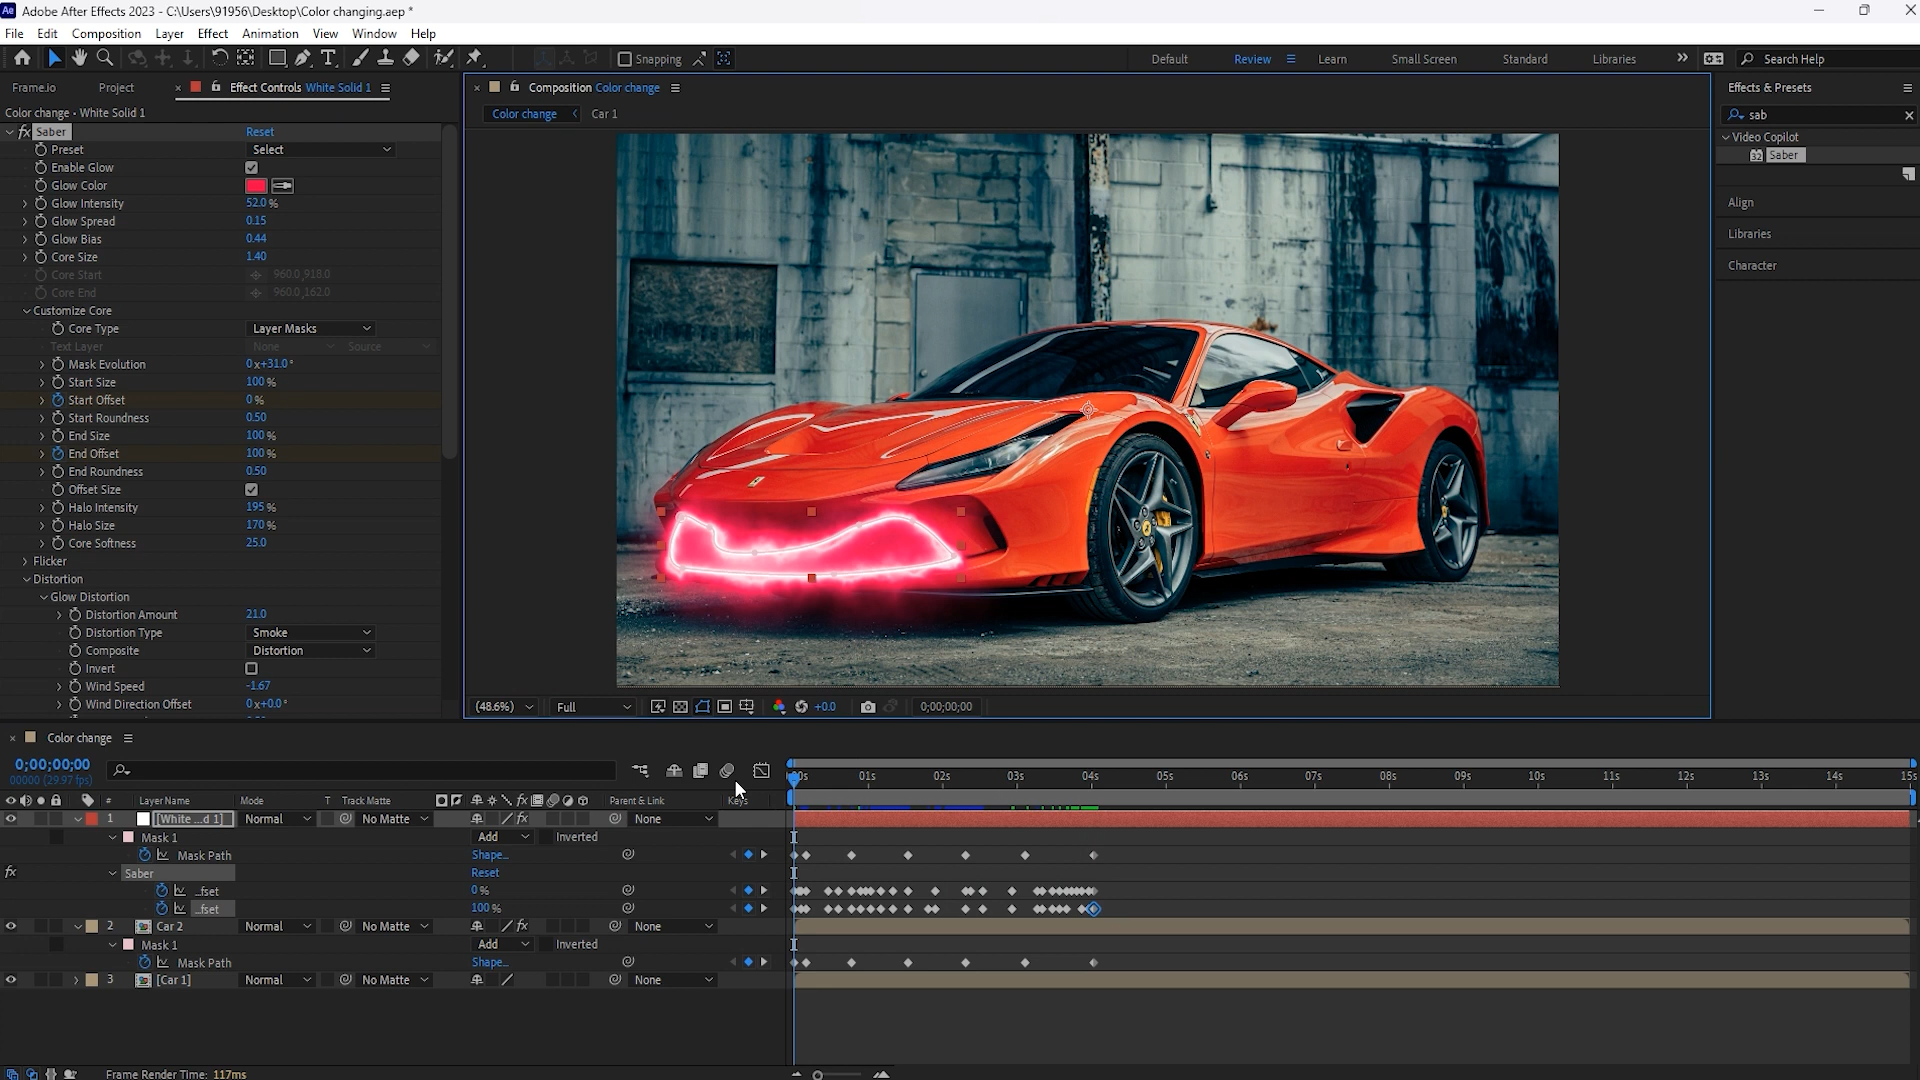 Ae Adobe After Effects 2023 - C:\Users\91956\Desktop\Color changing.aep *
File Edit Composition Layer Effect Animation View Window Help
Snapping Default Review Learn Small Screen Standard Libraries Search Help
Frame.io Project Effect Controls White Solid 1 Composition Color change Effects & Presets
Color change • White Solid 1 Color change Car 1 sab
fx Saber Reset Video Copilot
Preset Select 32 Saber
Enable Glow
Glow Color
Glow Intensity 52.0 % Align
Glow Spread 0.15
Glow Bias 0.44 Libraries
Core Size 1.40 Character
Core Start 960.0,918.0
Core End 960.0,162.0
Customize Core
Core Type Layer Masks
Text Layer None Source
Mask Evolution 0x+31.0°
Start Size 100 %
Start Offset 0 %
Start Roundness 0.50
End Size 100 %
End Offset 100 %
End Roundness 0.50
Offset Size
Halo Intensity 195 %
Halo Size 170 %
Core Softness 25.0
Flicker
Distortion
Glow Distortion
Distortion Amount 21.0
Distortion Type Smoke
Composite Distortion
Invert
Wind Speed -1.67
Wind Direction Offset 0x+0.0°
(48.6%) Full +0.0 0;00;00;00
Color change
0;00;00;00
00000 (29.97 fps)
01s 02s 03s 04s 05s 06s 07s 08s 09s 10s 11s 12s 13s 14s 15s
# Layer Name Mode T Track Matte fx Parent & Link Keys
1 [White ...d 1] Normal No Matte fx None
Mask 1 Add Inverted
Mask Path Shape...
fx Saber Reset
...fset 0 %
...fset 100 %
2 Car 2 Normal No Matte fx None
Mask 1 Add Inverted
Mask Path Shape...
3 [Car 1] Normal No Matte None
Frame Render Time: 117ms